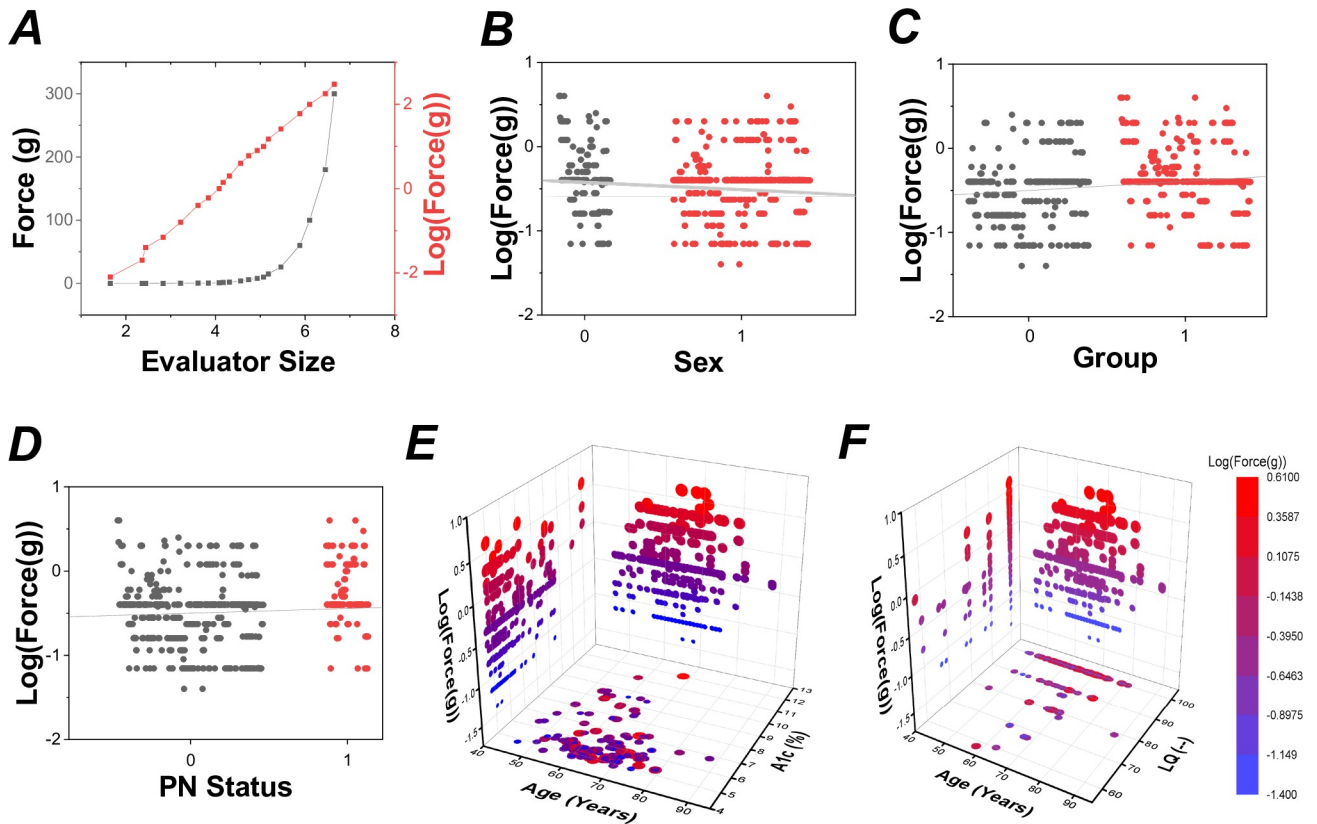 A
300
200
100
0
Force (g)
2
0
-2
Log(Force(g))
2 4 6 8
Evaluator Size
B
1
0
-1
-2
Log(Force(g))
0 1
Sex
C
1
0
-1
-2
Log(Force(g))
0 1
Group
D
1
0
-1
-2
Log(Force(g))
0 1
PN Status
E
1.0
0.5
0.0
-0.5
-1.0
-1.5
Log(Force(g))
40 50 60 70 80 90
Age (Years)
4 5 6 7 8 9 10 11 12 13
A1c (%)
F
1.0
0.5
0.0
-0.5
-1.0
-1.5
Log(Force(g))
40 50 60 70 80 90
Age (Years)
60 70 80 90 100
LQ (--)
Log(Force(g))
0.6100
0.3587
0.1075
-0.1438
-0.3950
-0.6463
-0.8975
-1.149
-1.400